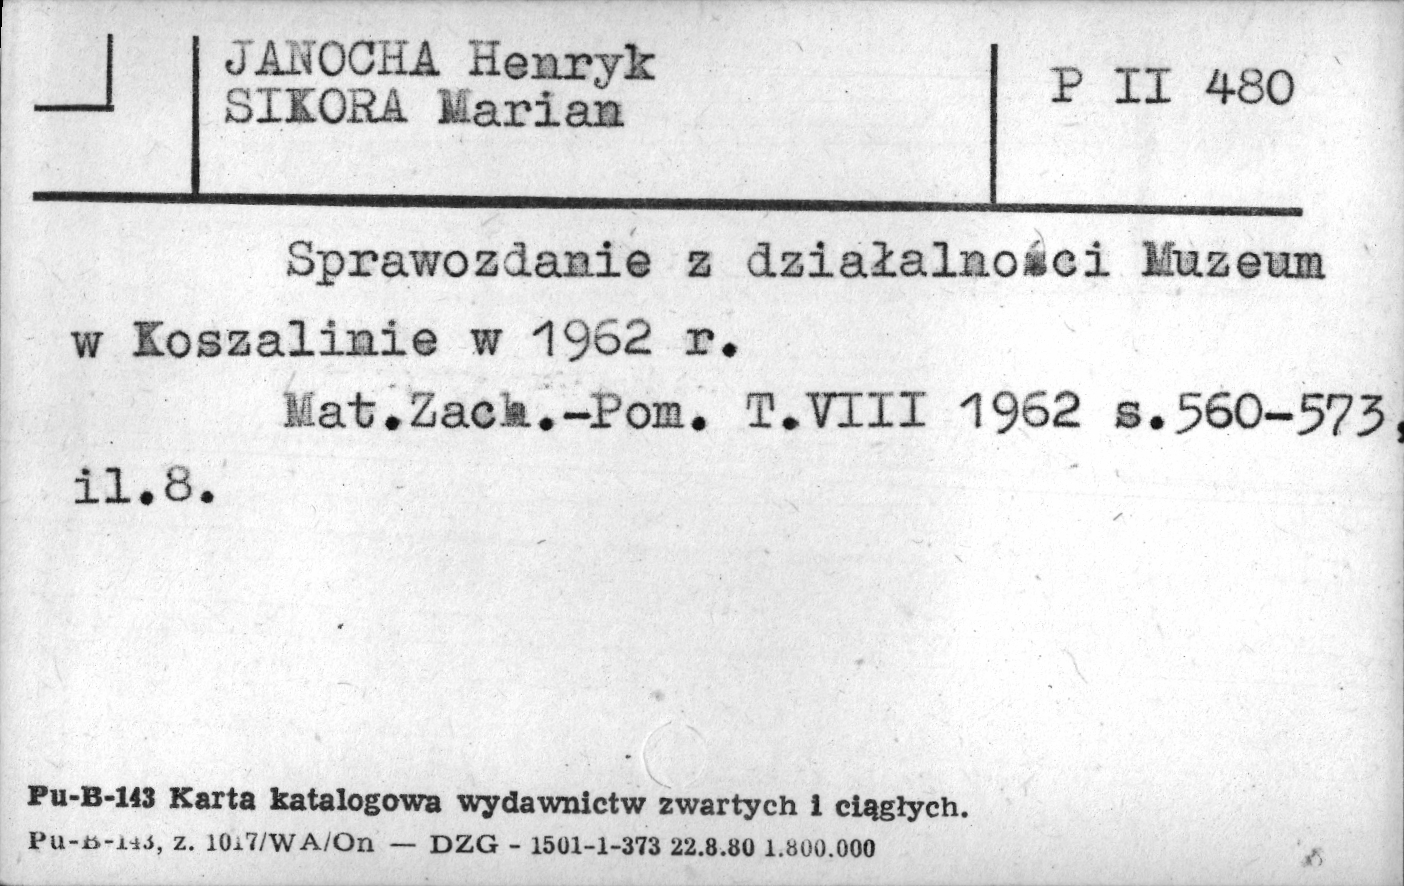 JANOCHA Henryk
SIKORA Marian
P II 480
Sprawozdanie z działalności Muzeum
w Koszalinie w 1962 r.
Mat.Zach.-Pom. T.VIII 1962 s.560-573,
il.8.
Pu-B-143 Karta katalogowa wydawnictw zwartych i ciągłych.
Pu-B-143, z. 1017/WA/On — DZG - 1501-1-373 22.8.80 1.800.000